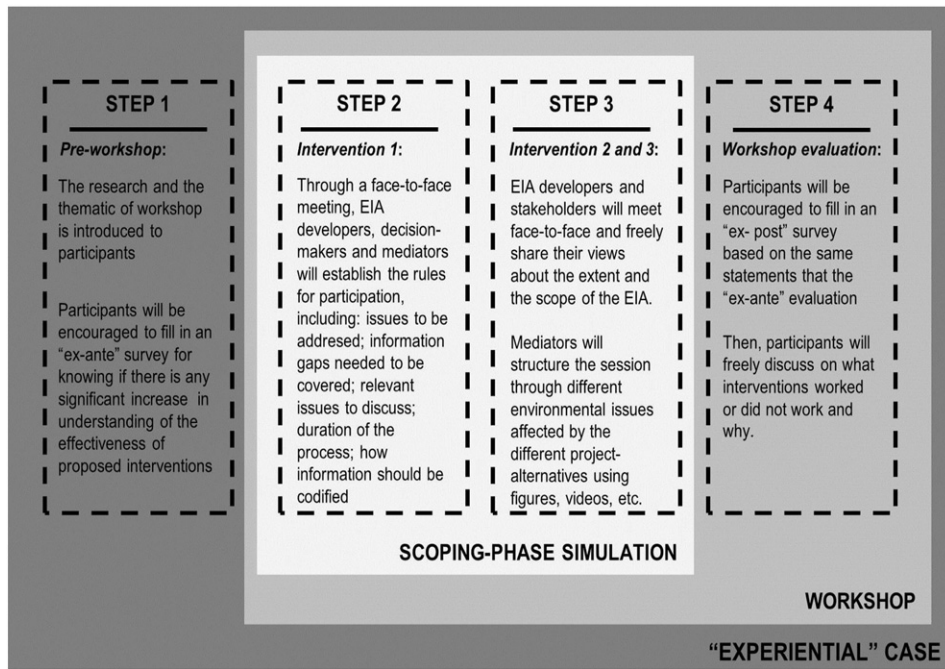 STEP 1
Pre-workshop:
The research and the
thematic of workshop
is introduced to
participants
Participants will be
encouraged to fill in an
“ex-ante” survey for
knowing if there is any
significant increase in
understanding of the
effectiveness of
proposed interventions
STEP 2
Intervention 1:
Through a face-to-face
meeting, EIA
developers, decision-
makers and mediators
will establish the rules
for participation,
including: issues to be
addresed; information
gaps needed to be
covered; relevant
issues to discuss;
duration of the
process; how
information should be
codified
STEP 3
Intervention 2 and 3:
EIA developers and
stakeholders will meet
face-to-face and freely
share their views
about the extent and
the scope of the EIA.
Mediators will
structure the session
through different
environmental issues
affected by the
different project-
alternatives using
figures, videos, etc.
STEP 4
Workshop evaluation:
Participants will be
encouraged to fill in an
“ex- post” survey
based on the same
statements that the
“ex-ante” evaluation
Then, participants will
freely discuss on what
interventions worked
or did not work and
why.
SCOPING-PHASE SIMULATION
WORKSHOP
“EXPERIENTIAL” CASE